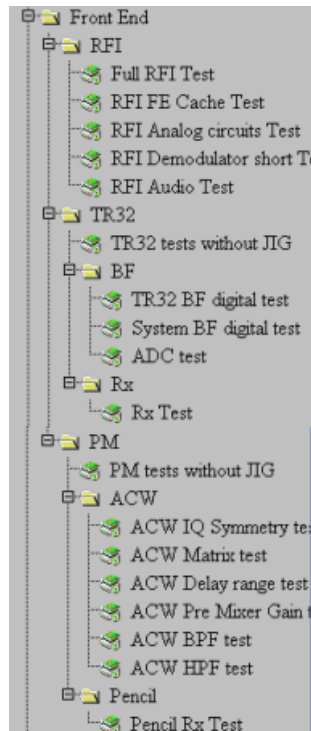 Front End
RFI
Full RFI Test
RFI FE Cache Test
RFI Analog circuits Test
RFI Demodulator short T
RFI Audio Test
TR32
TR32 tests without JIG
BF
TR32 BF digital test
System BF digital test
ADC test
Rx
Rx Test
PM
PM tests without JIG
ACW
ACW IQ Symmetry te
ACW Matrix test
ACW Delay range test
ACW Pre Mixer Gain t
ACW BPF test
ACW HPF test
Pencil
Pencil Rx Test